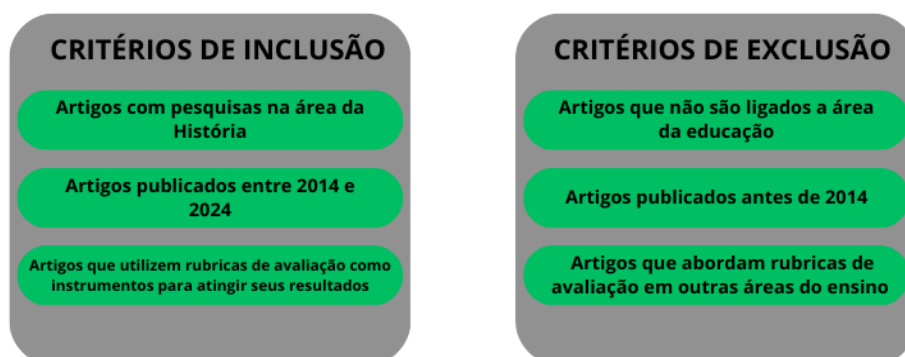 CRITÉRIOS DE INCLUSÃO
Artigos com pesquisas na área da
História
Artigos publicados entre 2014 e
2024
Artigos que utilizem rubricas de avaliação como
instrumentos para atingir seus resultados
CRITÉRIOS DE EXCLUSÃO
Artigos que não são ligados a área
da educação
Artigos publicados antes de 2014
Artigos que abordam rubricas de
avaliação em outras áreas do ensino